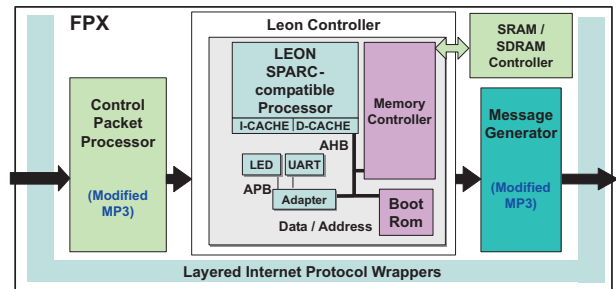 FPX
Leon Controller
SRAM /
SDRAM
Controller
LEON
SPARC-
compatible
Processor
I-CACHE D-CACHE
Memory
Controller
Control
Packet
Processor
(Modified
MP3)
Message
Generator
(Modified
MP3)
AHB
LED UART
APB
Adapter
Boot
Rom
Data / Address
Layered Internet Protocol Wrappers